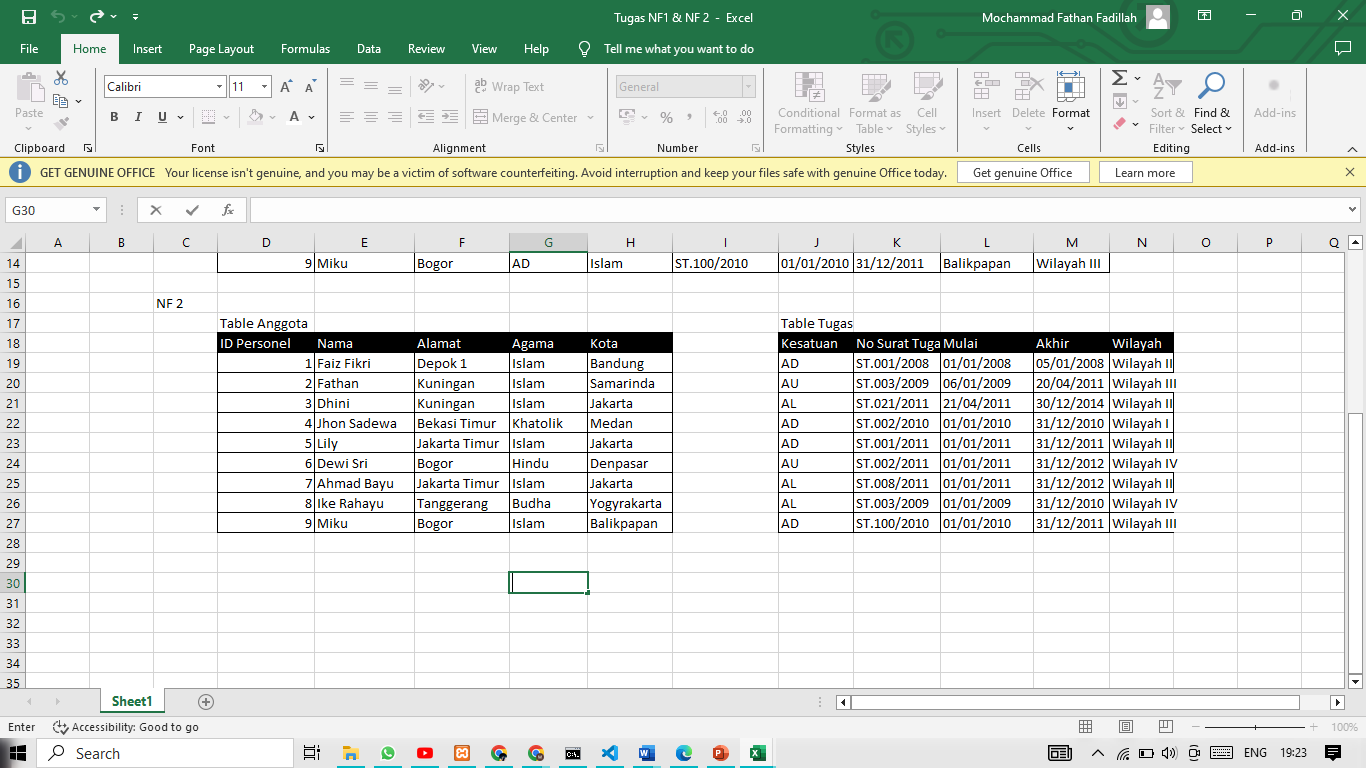 Tugas NF1 & NF 2 - Excel
Mochammad Fathan Fadillah
File Home Insert Page Layout Formulas Data Review View Help Tell me what you want to do
Paste
Calibri 11
B I U A
Wrap Text
Merge & Center
General
% ,
Conditional Formatting
Format as Table
Cell Styles
Insert Delete Format
Sort & Filter
Find & Select
Add-ins
Clipboard Font Alignment Number Styles Cells Editing Add-ins
GET GENUINE OFFICE Your license isn't genuine, and you may be a victim of software counterfeiting. Avoid interruption and keep your files safe with genuine Office today. Get genuine Office Learn more
G30 fx
A B C D E F G H I J K L M N O P Q
14 9 Miku Bogor AD Islam ST.100/2010 01/01/2010 31/12/2011 Balikpapan Wilayah III
15
16 NF 2
17 Table Anggota Table Tugas
18 ID Personel Nama Alamat Agama Kota Kesatuan No Surat Tuga Mulai Akhir Wilayah
19 1 Faiz Fikri Depok 1 Islam Bandung AD ST.001/2008 01/01/2008 05/01/2008 Wilayah II
20 2 Fathan Kuningan Islam Samarinda AU ST.003/2009 06/01/2009 20/04/2011 Wilayah III
21 3 Dhini Kuningan Islam Jakarta AL ST.021/2011 21/04/2011 30/12/2014 Wilayah II
22 4 Jhon Sadewa Bekasi Timur Khatolik Medan AD ST.002/2010 01/01/2010 31/12/2010 Wilayah I
23 5 Lily Jakarta Timur Islam Jakarta AD ST.001/2011 01/01/2011 31/12/2011 Wilayah II
24 6 Dewi Sri Bogor Hindu Denpasar AU ST.002/2011 01/01/2011 31/12/2012 Wilayah IV
25 7 Ahmad Bayu Jakarta Timur Islam Jakarta AL ST.008/2011 01/01/2011 31/12/2012 Wilayah II
26 8 Ike Rahayu Tanggerang Budha Yogyrakarta AL ST.003/2009 01/01/2009 31/12/2010 Wilayah IV
27 9 Miku Bogor Islam Balikpapan AD ST.100/2010 01/01/2010 31/12/2011 Wilayah III
28
29
30
31
32
33
34
35
Sheet1
Enter Accessibility: Good to go 100%
Search ENG 19:23